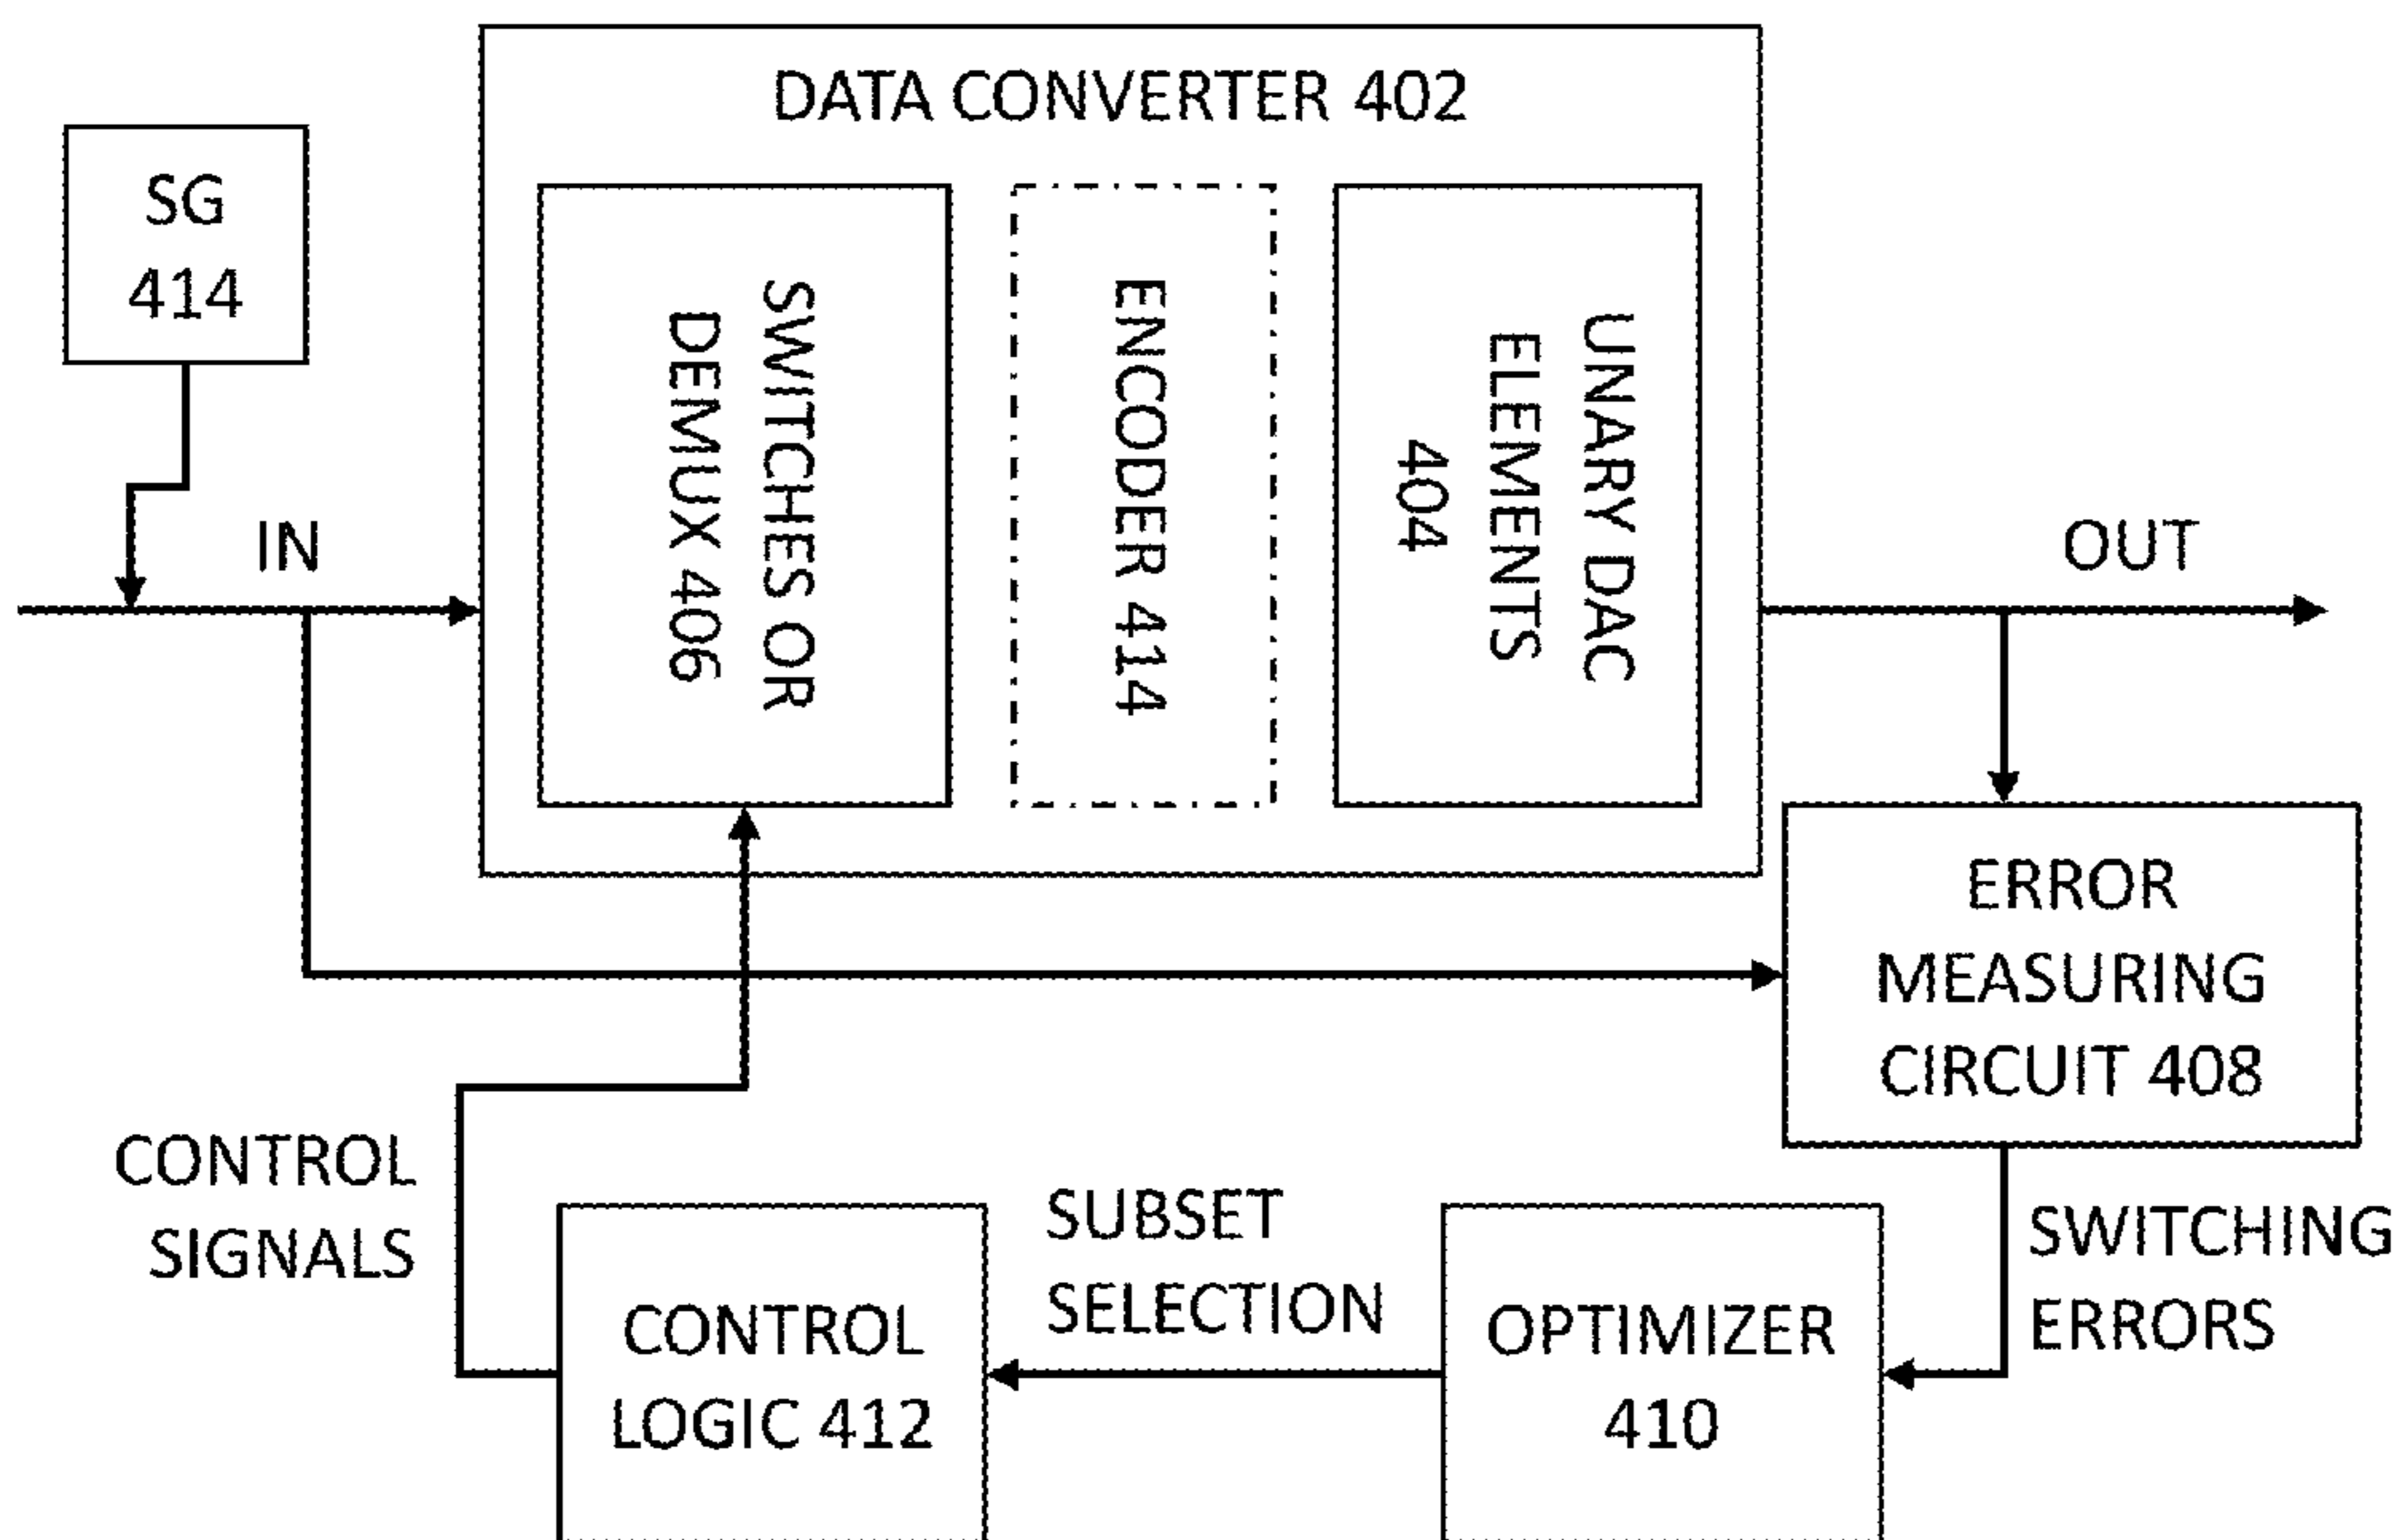 DATA CONVERTER 402
SG
414
SWITCHES OR
DEMUX 406
ENCODER 414
UNARY DAC
ELEMENTS
404
IN
OUT
ERROR
MEASURING
CIRCUIT 408
CONTROL
SIGNALS
SUBSET
SELECTION
SWITCHING
ERRORS
CONTROL
LOGIC 412
OPTIMIZER
410